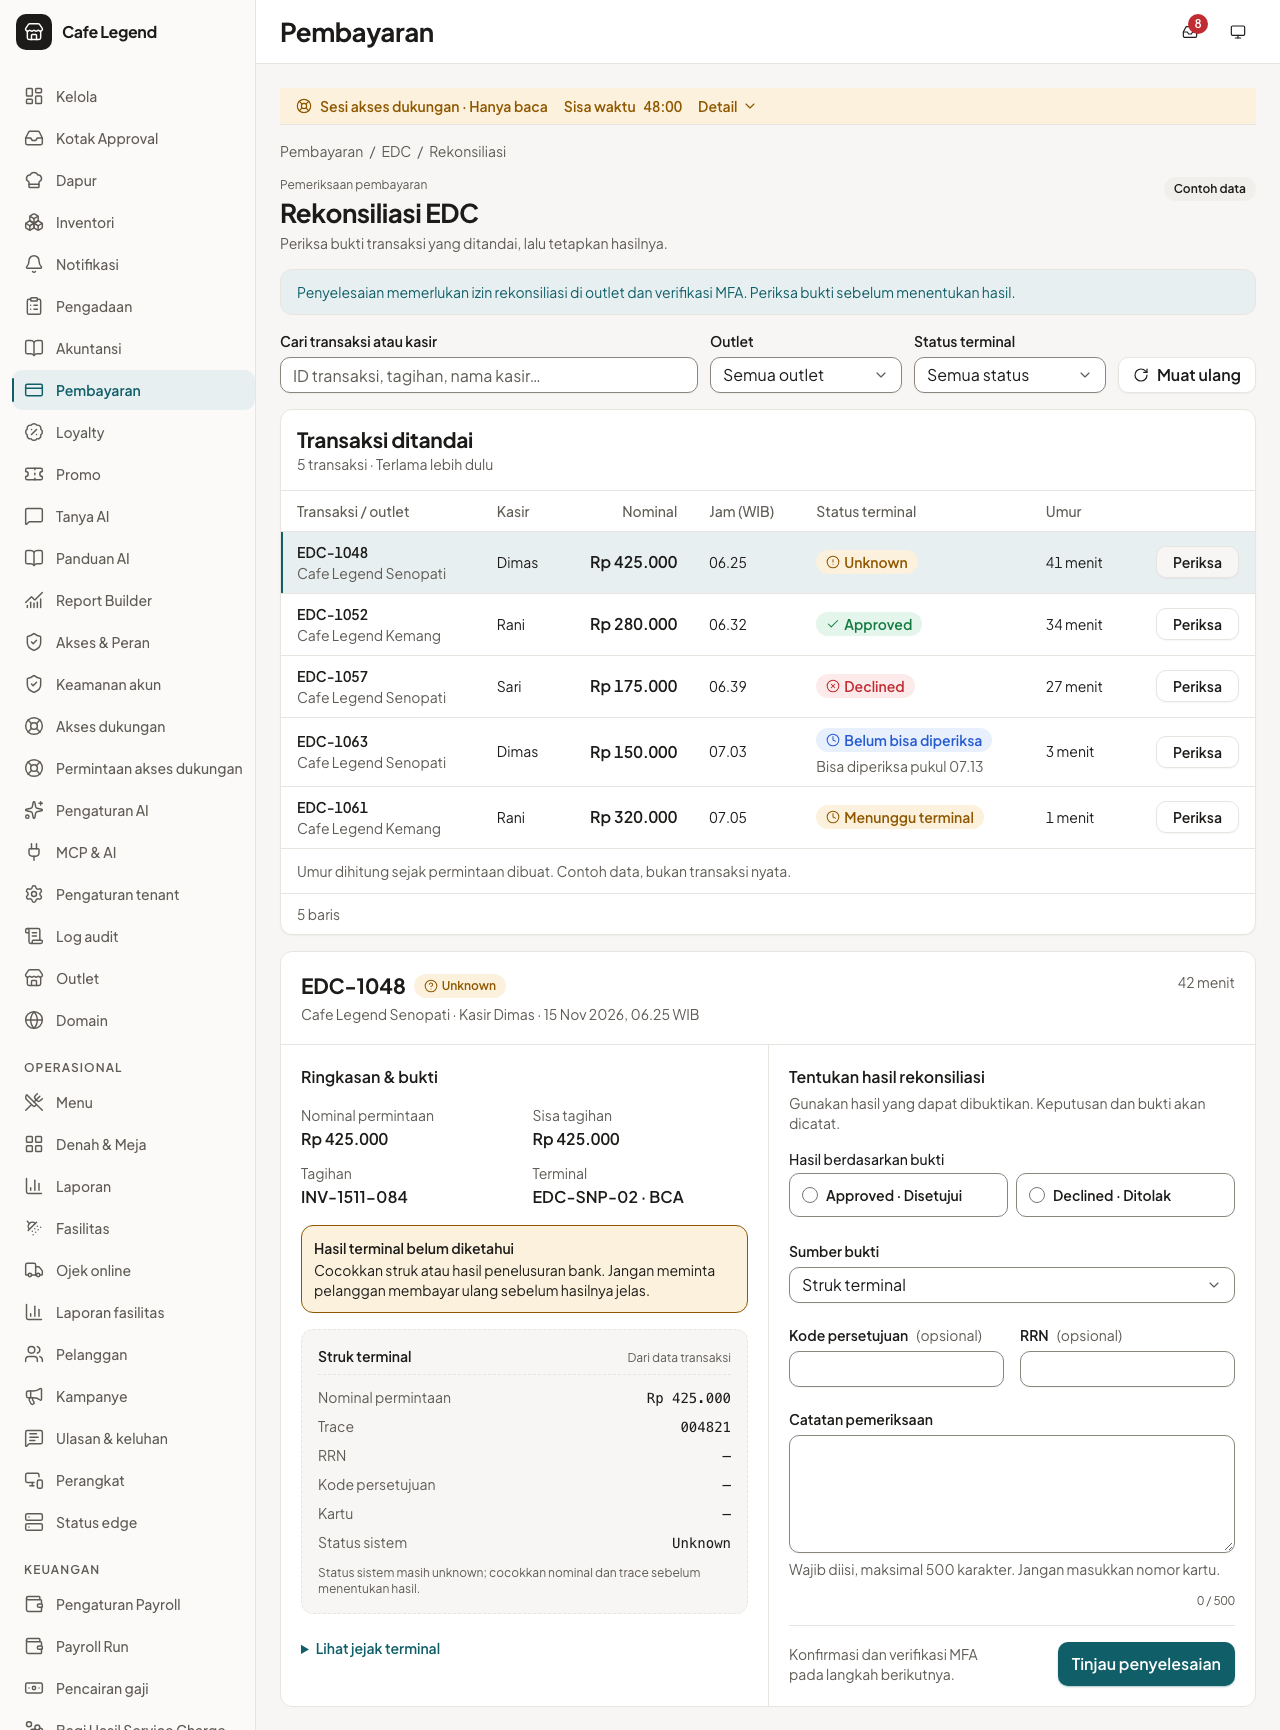 Cafe Legend
Kelola
Kotak Approval
Dapur
Inventori
Notifikasi
Pengadaan
Akuntansi
Pembayaran
Loyalty
Promo
Tanya AI
Panduan AI
Report Builder
Akses & Peran
Keamanan akun
Akses dukungan
Permintaan akses dukungan
Pengaturan AI
MCP & AI
Pengaturan tenant
Log audit
Outlet
Domain
OPERASIONAL
Menu
Denah & Meja
Laporan
Fasilitas
Ojek online
Laporan fasilitas
Pelanggan
Kampanye
Ulasan & keluhan
Perangkat
Status edge
KEUANGAN
Pengaturan Payroll
Payroll Run
Pencairan gaji
Bagi Hasil Service Charge
Pembayaran
8
Sesi akses dukungan · Hanya baca Sisa waktu 48:00 Detail
Pembayaran / EDC / Rekonsiliasi
Pemeriksaan pembayaran
Contoh data
Rekonsiliasi EDC
Periksa bukti transaksi yang ditandai, lalu tetapkan hasilnya.
Penyelesaian memerlukan izin rekonsiliasi di outlet dan verifikasi MFA. Periksa bukti sebelum menentukan hasil.
Cari transaksi atau kasir Outlet Status terminal
ID transaksi, tagihan, nama kasir... Semua outlet Semua status Muat ulang
Transaksi ditandai
5 transaksi · Terlama lebih dulu
Transaksi / outlet Kasir Nominal Jam (WIB) Status terminal Umur
EDC-1048
Cafe Legend Senopati Dimas Rp 425.000 06.25 Unknown 41 menit Periksa
EDC-1052
Cafe Legend Kemang Rani Rp 280.000 06.32 Approved 34 menit Periksa
EDC-1057
Cafe Legend Senopati Sari Rp 175.000 06.39 Declined 27 menit Periksa
EDC-1063
Cafe Legend Senopati Dimas Rp 150.000 07.03 Belum bisa diperiksa 3 menit Periksa
Bisa diperiksa pukul 07.13
EDC-1061
Cafe Legend Kemang Rani Rp 320.000 07.05 Menunggu terminal 1 menit Periksa
Umur dihitung sejak permintaan dibuat. Contoh data, bukan transaksi nyata.
5 baris
EDC-1048 Unknown 42 menit
Cafe Legend Senopati · Kasir Dimas · 15 Nov 2026, 06.25 WIB
Ringkasan & bukti
Nominal permintaan Sisa tagihan
Rp 425.000 Rp 425.000
Tagihan Terminal
INV-1511-084 EDC-SNP-02 · BCA
Hasil terminal belum diketahui
Cocokkan struk atau hasil penelusuran bank. Jangan meminta
pelanggan membayar ulang sebelum hasilnya jelas.
Struk terminal Dari data transaksi
Nominal permintaan Rp 425.000
Trace 004821
RRN –
Kode persetujuan –
Kartu –
Status sistem Unknown
Status sistem masih unknown; cocokkan nominal dan trace sebelum
menentukan hasil.
Lihat jejak terminal
Tentukan hasil rekonsiliasi
Gunakan hasil yang dapat dibuktikan. Keputusan dan bukti akan
dicatat.
Hasil berdasarkan bukti
Approved · Disetujui Declined · Ditolak
Sumber bukti
Struk terminal
Kode persetujuan (opsional) RRN (opsional)
Catatan pemeriksaan
Wajib diisi, maksimal 500 karakter. Jangan masukkan nomor kartu.
0 / 500
Konfirmasi dan verifikasi MFA
pada langkah berikutnya.
Tinjau penyelesaian